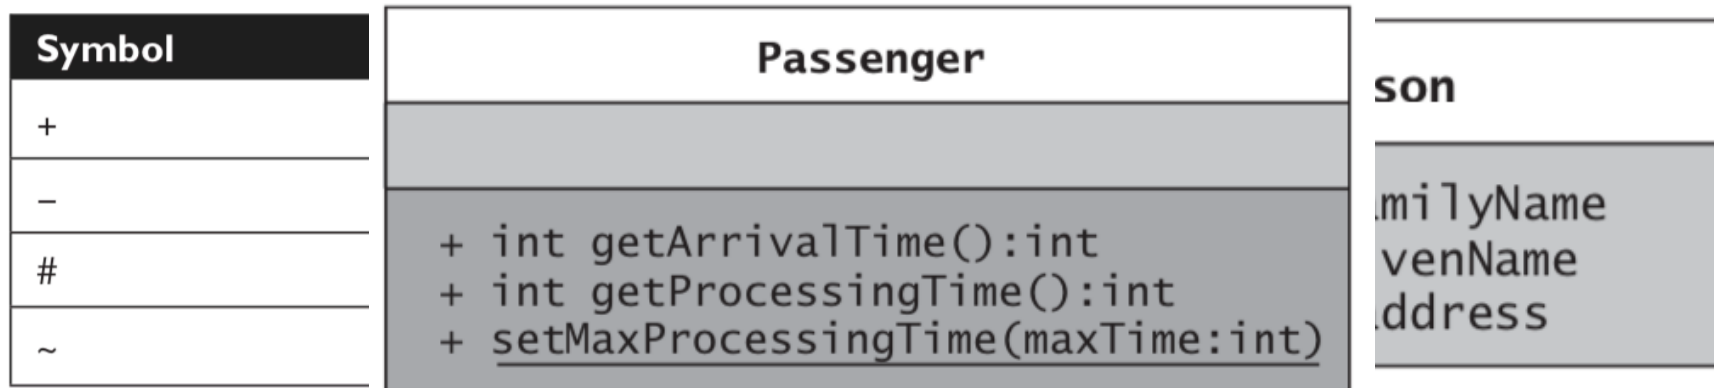 Symbol
+
–
#
~
Passenger
+ int getArrivalTime():int
+ int getProcessingTime():int
+ setMaxProcessingTime(maxTime:int)
son
milyName
venName
ddress